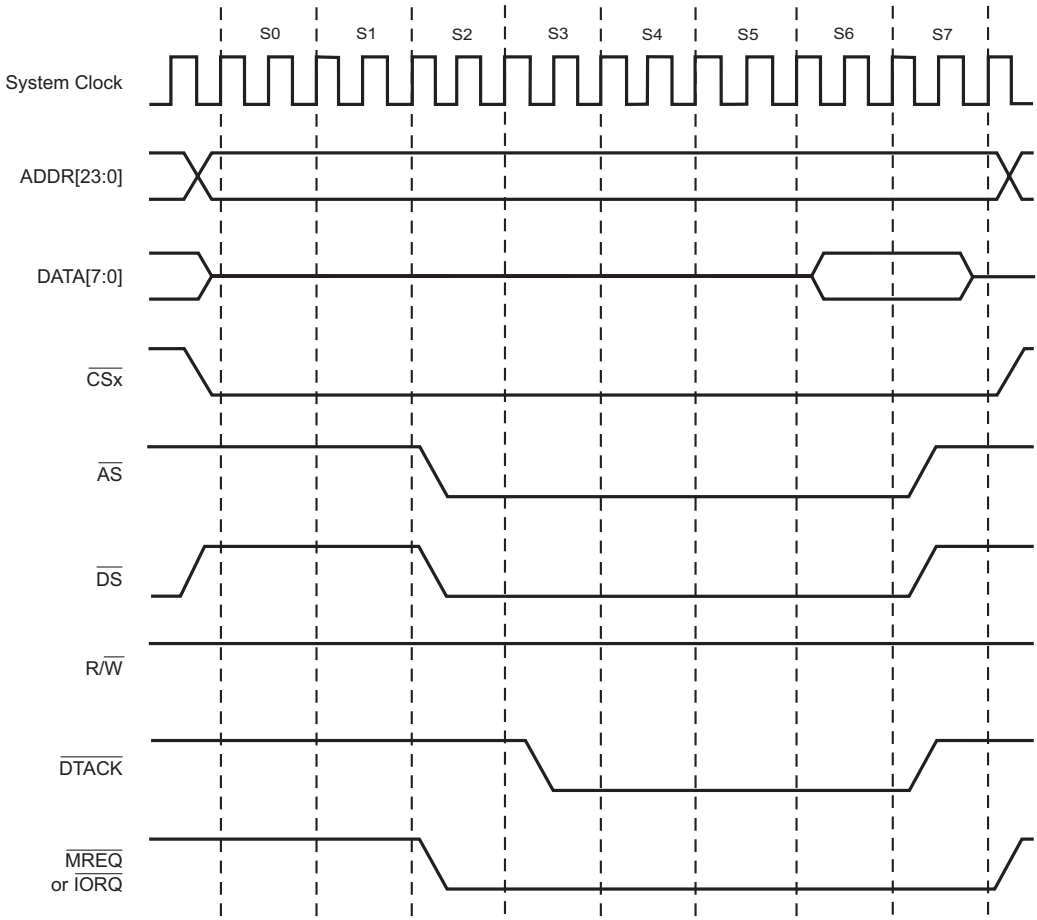 S0 S1 S2 S3 S4 S5 S6 S7
System Clock
ADDR[23:0]
DATA[7:0]
CSx
AS
DS
R/W
DTACK
MREQ
or IORQ